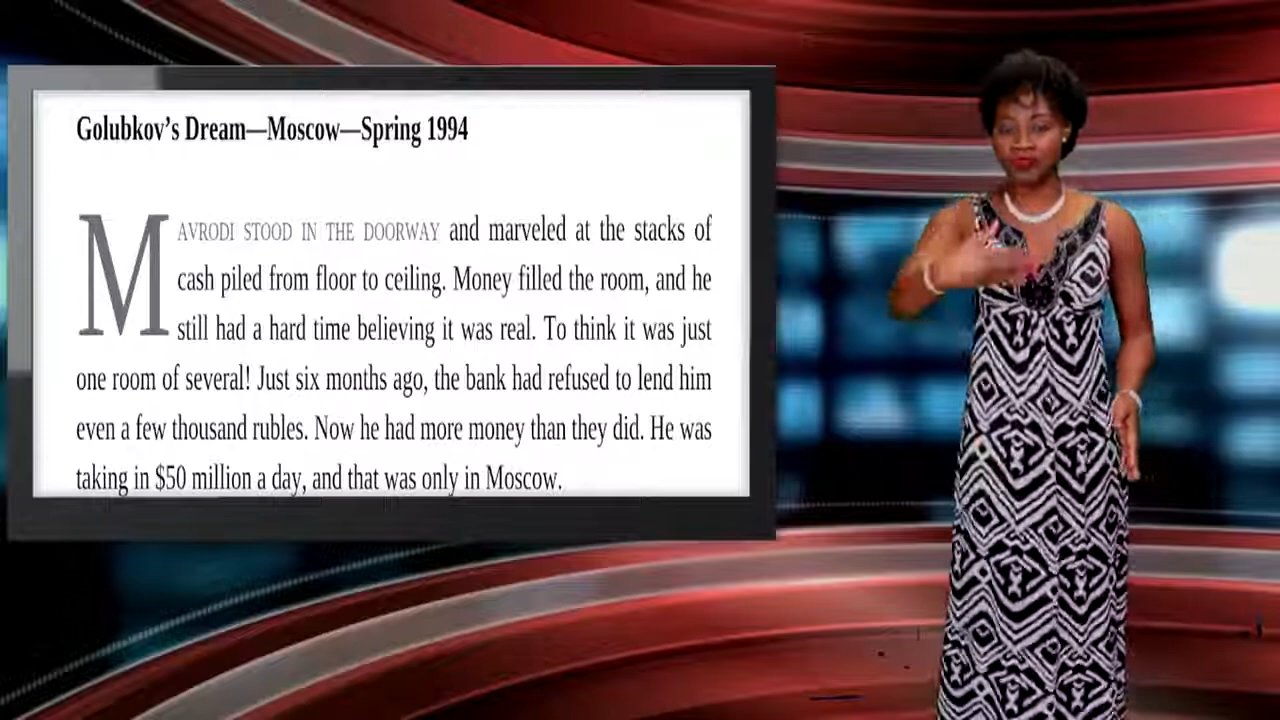 Golubkov’s Dream—Moscow—Spring 1994
MAVRODI STOOD IN THE DOORWAY and marveled at the stacks of
cash piled from floor to ceiling. Money filled the room, and he
still had a hard time believing it was real. To think it was just
one room of several! Just six months ago, the bank had refused to lend him
even a few thousand rubles. Now he had more money than they did. He was
taking in $50 million a day, and that was only in Moscow.